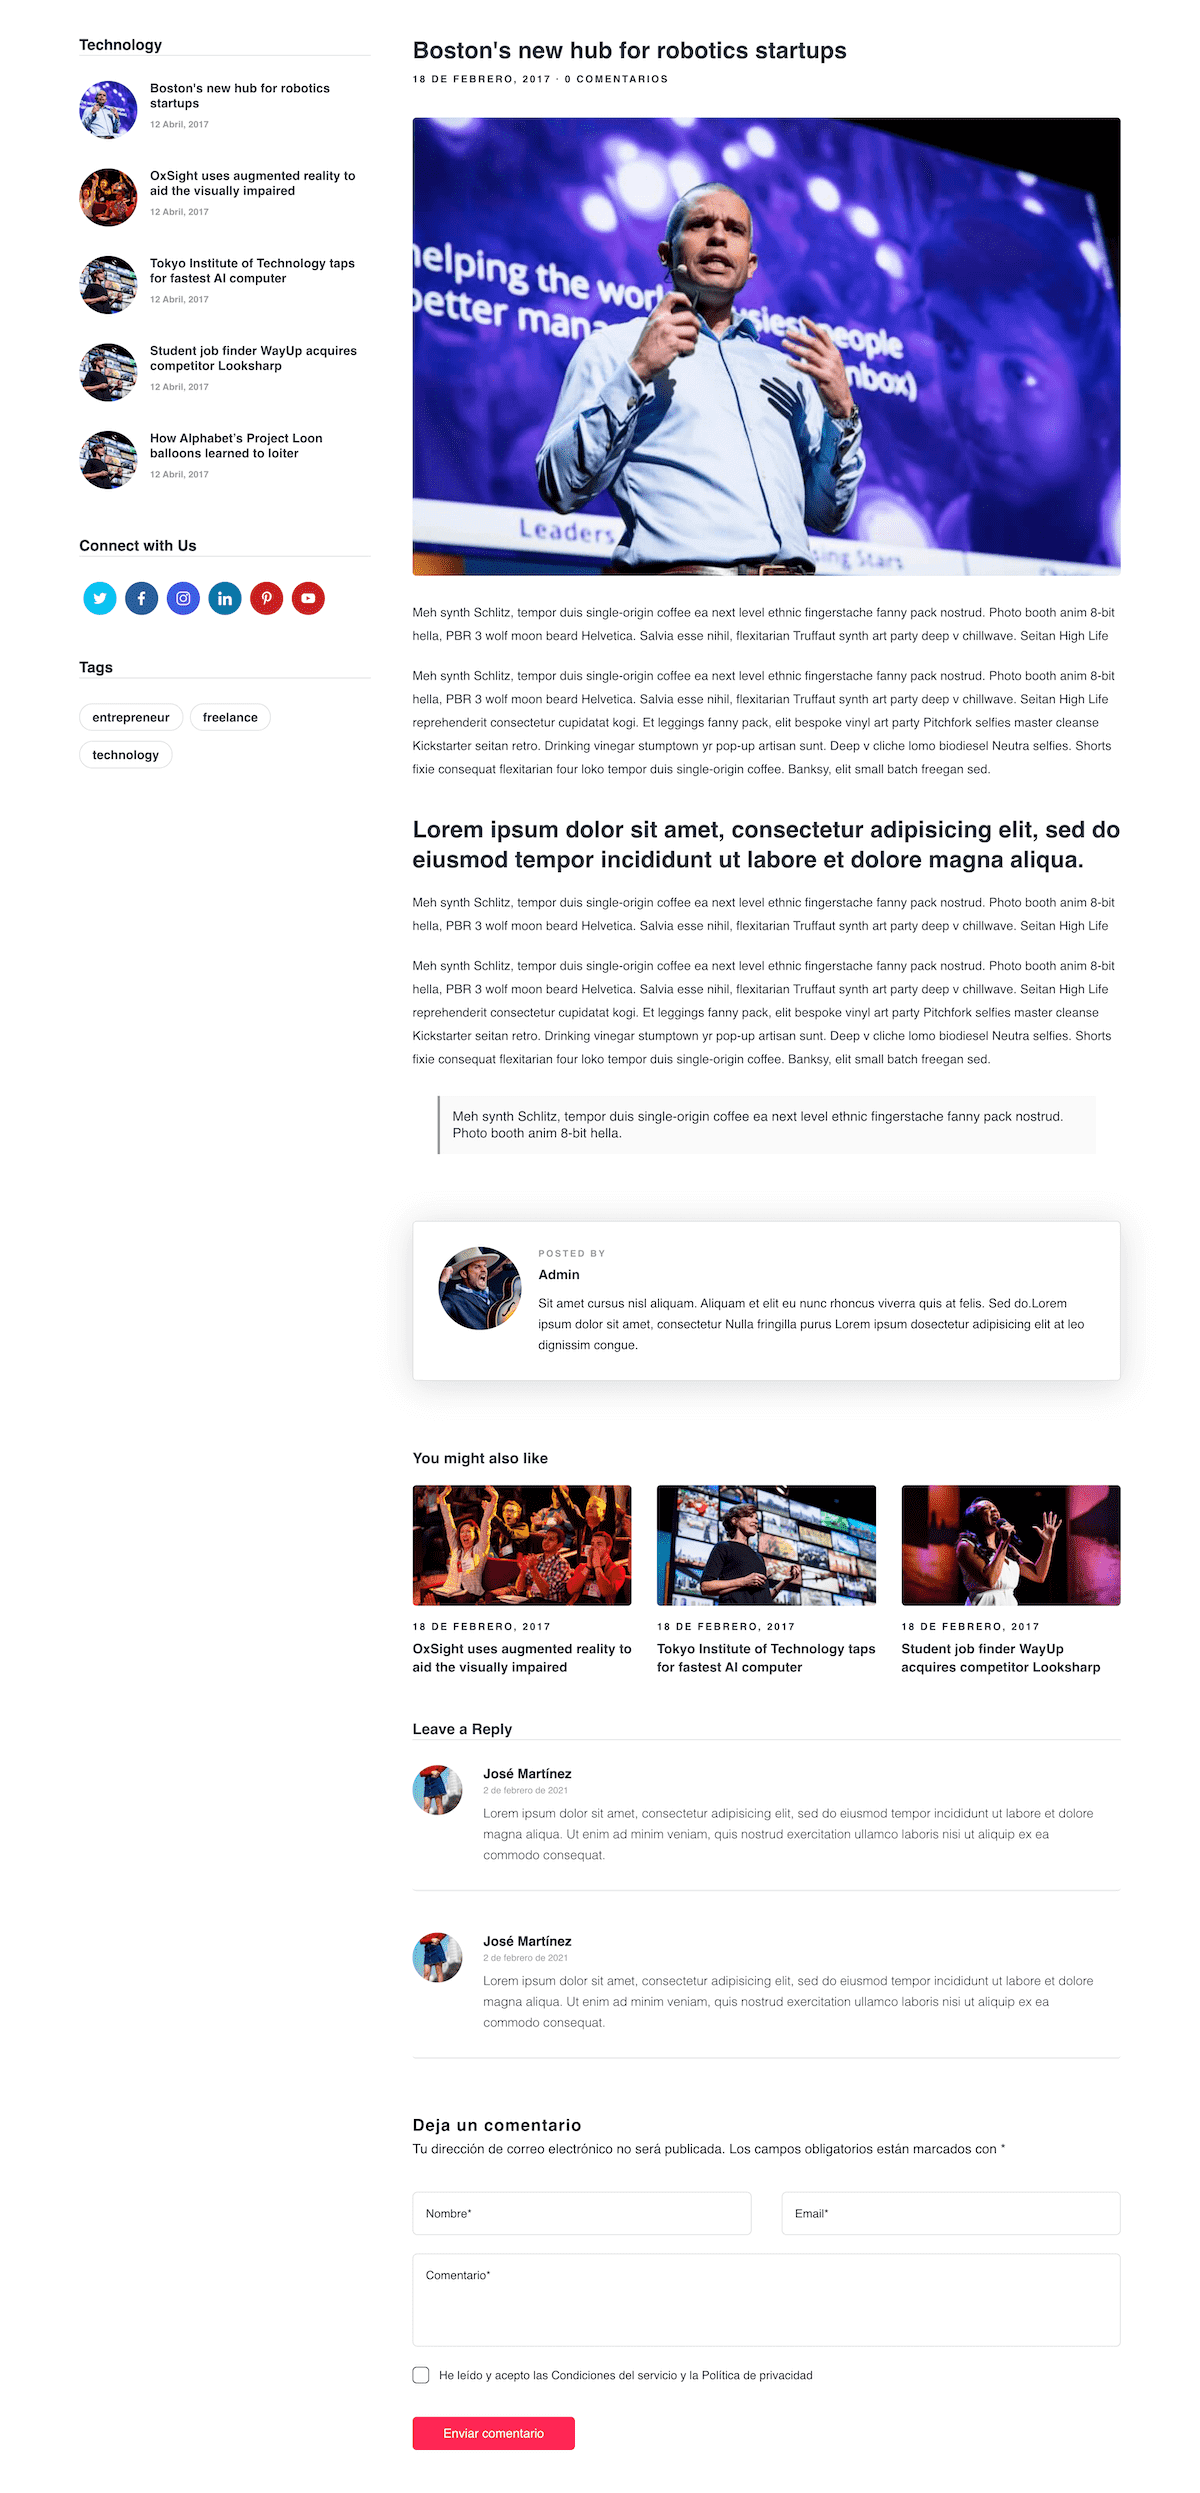 Technology
Boston's new hub for robotics
startups
12 Abril, 2017
OxSight uses augmented reality to
aid the visually impaired
12 Abril, 2017
Tokyo Institute of Technology taps
for fastest AI computer
12 Abril, 2017
Student job finder WayUp acquires
competitor Looksharp
12 Abril, 2017
How Alphabet's Project Loon
balloons learned to loiter
12 Abril, 2017
Connect with Us
Tags
entrepreneur
freelance
technology
Boston's new hub for robotics startups
18 DE FEBRERO, 2017 · 0 COMENTARIOS
helping the
better
people
Leaders
Stars
Meh synth Schlitz, tempor duis single-origin coffee ea next level ethnic fingerstache fanny pack nostrud. Photo booth anim 8-bit
hella, PBR 3 wolf moon beard Helvetica. Salvia esse nihil, flexitarian Truffaut synth art party deep v chillwave. Seitan High Life
Meh synth Schlitz, tempor duis single-origin coffee ea next level ethnic fingerstache fanny pack nostrud. Photo booth anim 8-bit
hella, PBR 3 wolf moon beard Helvetica. Salvia esse nihil, flexitarian Truffaut synth art party deep v chillwave. Seitan High Life
reprehenderit consectetur cupidatat kogi. Et leggings fanny pack, elit bespoke vinyl art party Pitchfork selfies master cleanse
Kickstarter seitan retro. Drinking vinegar stumptown yr pop-up artisan sunt. Deep v cliche lomo biodiesel Neutra selfies. Shorts
fixie consequat flexitarian four loko tempor duis single-origin coffee. Banksy, elit small batch freegan sed.
Lorem ipsum dolor sit amet, consectetur adipisicing elit, sed do
eiusmod tempor incididunt ut labore et dolore magna aliqua.
Meh synth Schlitz, tempor duis single-origin coffee ea next level ethnic fingerstache fanny pack nostrud. Photo booth anim 8-bit
hella, PBR 3 wolf moon beard Helvetica. Salvia esse nihil, flexitarian Truffaut synth art party deep v chillwave. Seitan High Life
Meh synth Schlitz, tempor duis single-origin coffee ea next level ethnic fingerstache fanny pack nostrud. Photo booth anim 8-bit
hella, PBR 3 wolf moon beard Helvetica. Salvia esse nihil, flexitarian Truffaut synth art party deep v chillwave. Seitan High Life
reprehenderit consectetur cupidatat kogi. Et leggings fanny pack, elit bespoke vinyl art party Pitchfork selfies master cleanse
Kickstarter seitan retro. Drinking vinegar stumptown yr pop-up artisan sunt. Deep v cliche lomo biodiesel Neutra selfies. Shorts
fixie consequat flexitarian four loko tempor duis single-origin coffee. Banksy, elit small batch freegan sed.
Meh synth Schlitz, tempor duis single-origin coffee ea next level ethnic fingerstache fanny pack nostrud.
Photo booth anim 8-bit hella.
POSTED BY
Admin
Sit amet cursus nisl aliquam. Aliquam et elit eu nunc rhoncus viverra quis at felis. Sed do.Lorem
ipsum dolor sit amet, consectetur Nulla fringilla purus Lorem ipsum dosectetur adipisicing elit at leo
dignissim congue.
You might also like
18 DE FEBRERO, 2017
OxSight uses augmented reality to
aid the visually impaired
18 DE FEBRERO, 2017
Tokyo Institute of Technology taps
for fastest AI computer
18 DE FEBRERO, 2017
Student job finder WayUp
acquires competitor Looksharp
Leave a Reply
José Martínez
2 de febrero de 2021
Lorem ipsum dolor sit amet, consectetur adipisicing elit, sed do eiusmod tempor incididunt ut labore et dolore
magna aliqua. Ut enim ad minim veniam, quis nostrud exercitation ullamco laboris nisi ut aliquip ex ea
commodo consequat.
José Martínez
2 de febrero de 2021
Lorem ipsum dolor sit amet, consectetur adipisicing elit, sed do eiusmod tempor incididunt ut labore et dolore
magna aliqua. Ut enim ad minim veniam, quis nostrud exercitation ullamco laboris nisi ut aliquip ex ea
commodo consequat.
Deja un comentario
Tu dirección de correo electrónico no será publicada. Los campos obligatorios están marcados con *
Nombre*
Email*
Comentario*
He leído y acepto las Condiciones del servicio y la Política de privacidad
Enviar comentario